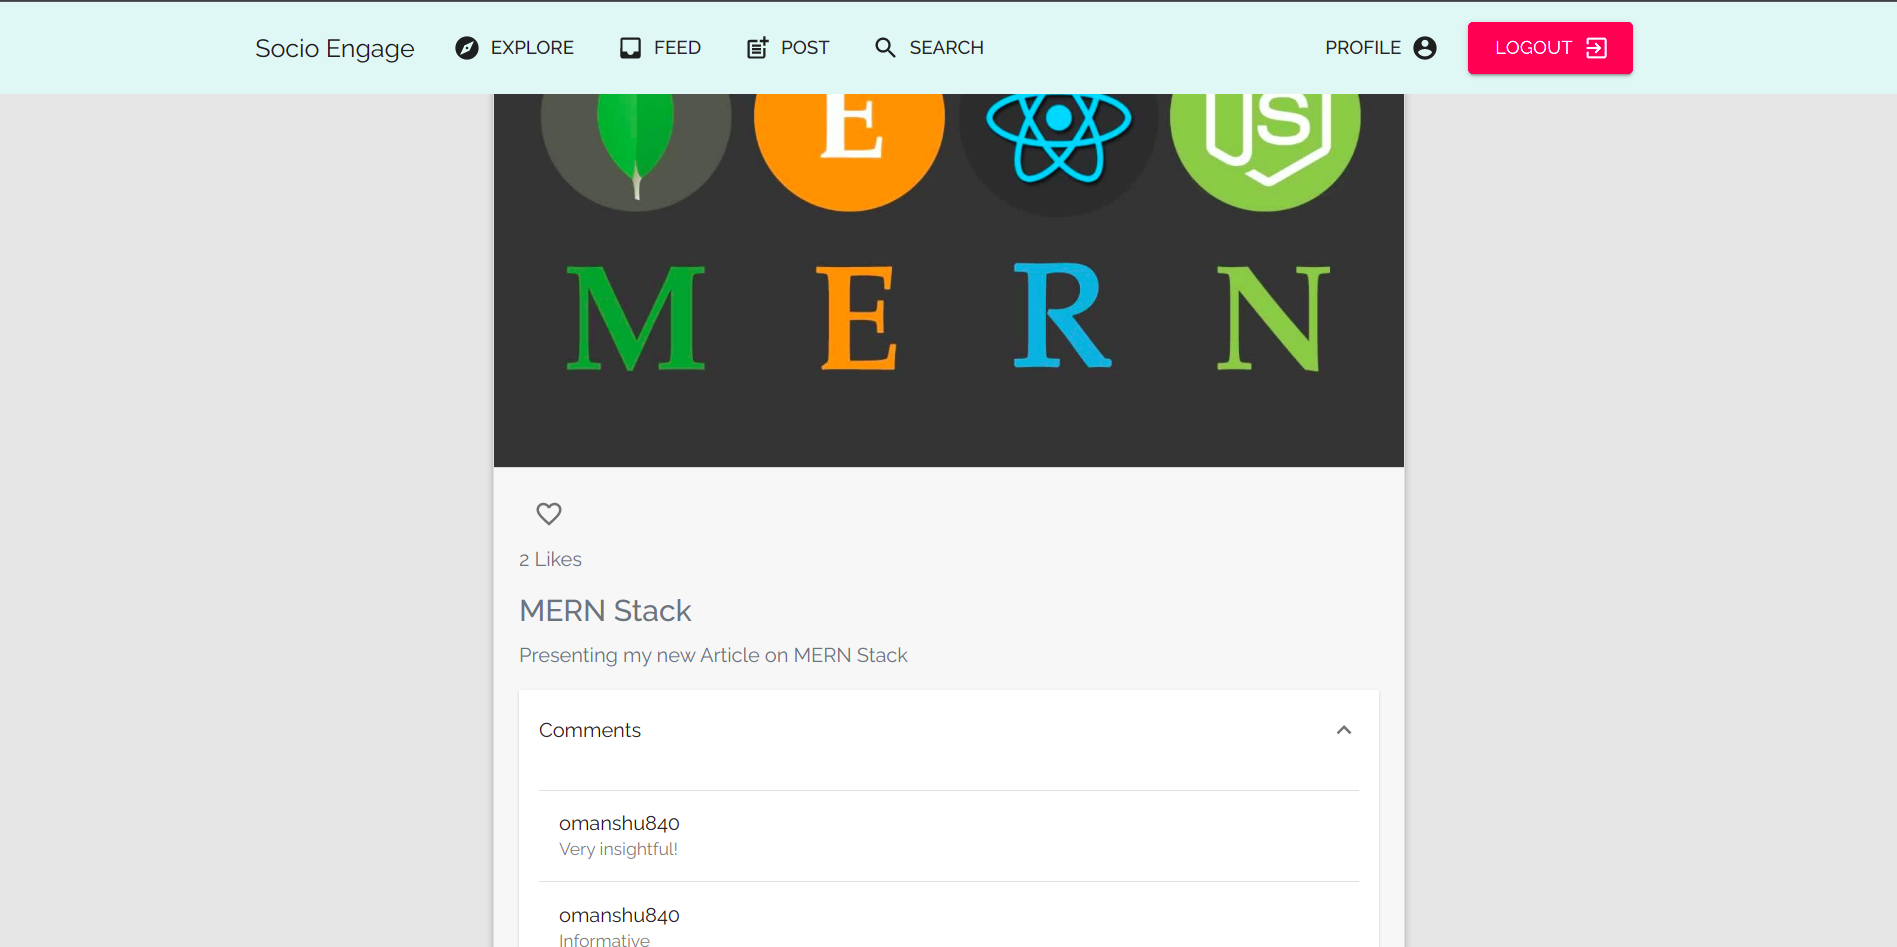 Socio Engage EXPLORE FEED POST SEARCH PROFILE LOGOUT
E JS
M E R N
2 Likes
MERN Stack
Presenting my new Article on MERN Stack
Comments
omanshu840
Very insightful!
omanshu840
Informative